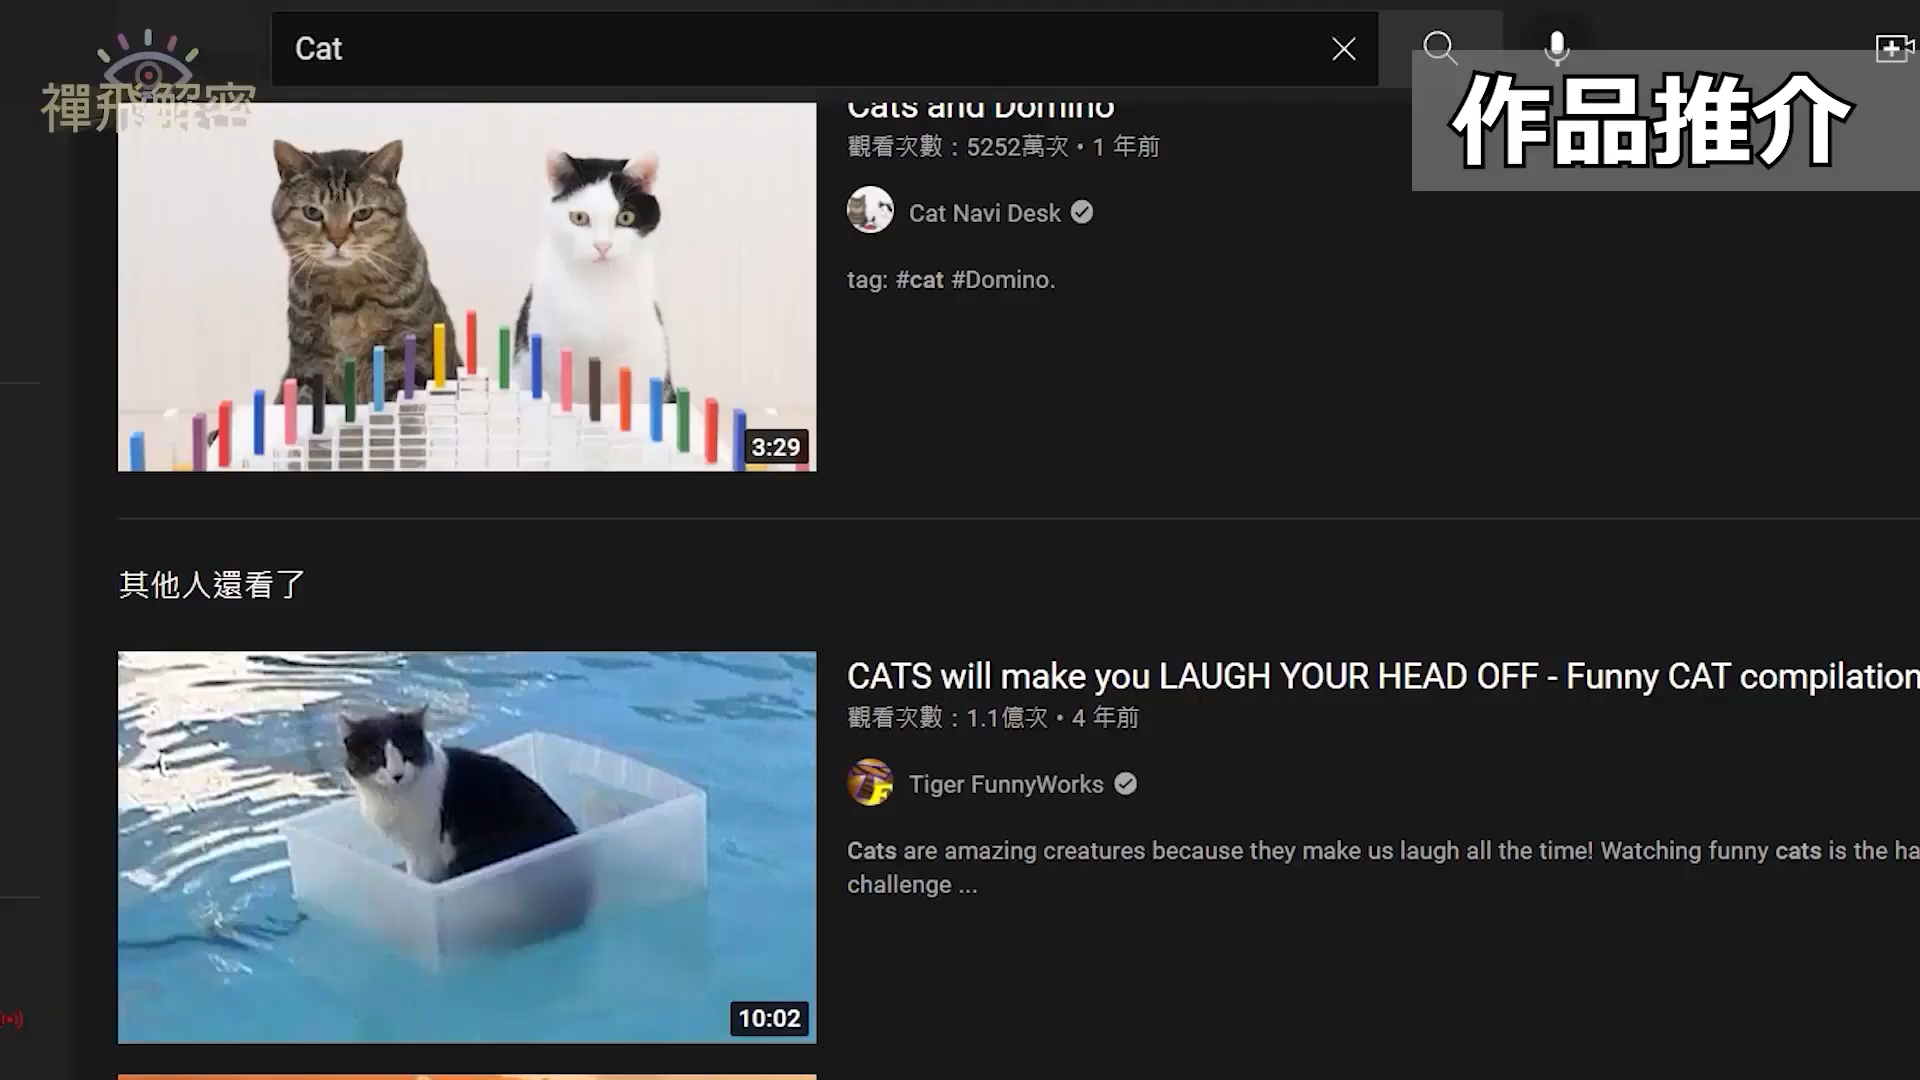 Cat
禪飛解密
作品推介
Cats and Domino
觀看次數：5252萬次・1 年前
Cat Navi Desk
tag: #cat #Domino.
3:29
其他人還看了
CATS will make you LAUGH YOUR HEAD OFF - Funny CAT compilation
觀看次數：1.1億次・4 年前
Tiger FunnyWorks
Cats are amazing creatures because they make us laugh all the time! Watching funny cats is the ha
challenge ...
10:02